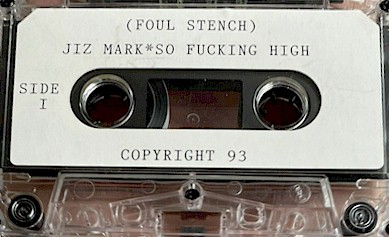 (FOUL STENCH)
JIZ MARK*SO FUCKING HIGH
SIDE
I
COPYRIGHT 93